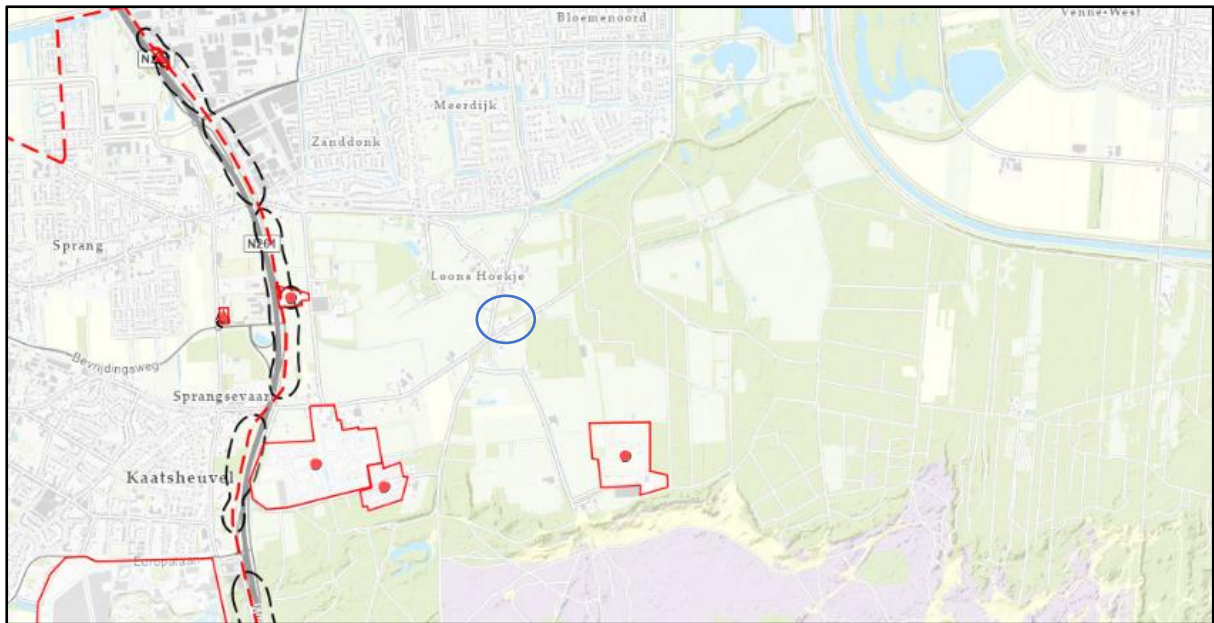 Bloemenoord
Venne-West
N261
Meerdijk
Zanddonk
Sprang
Loons Hoekje
Bevrijdingsweg
Sprangsevaart
Kaatsheuvel
Europalaan